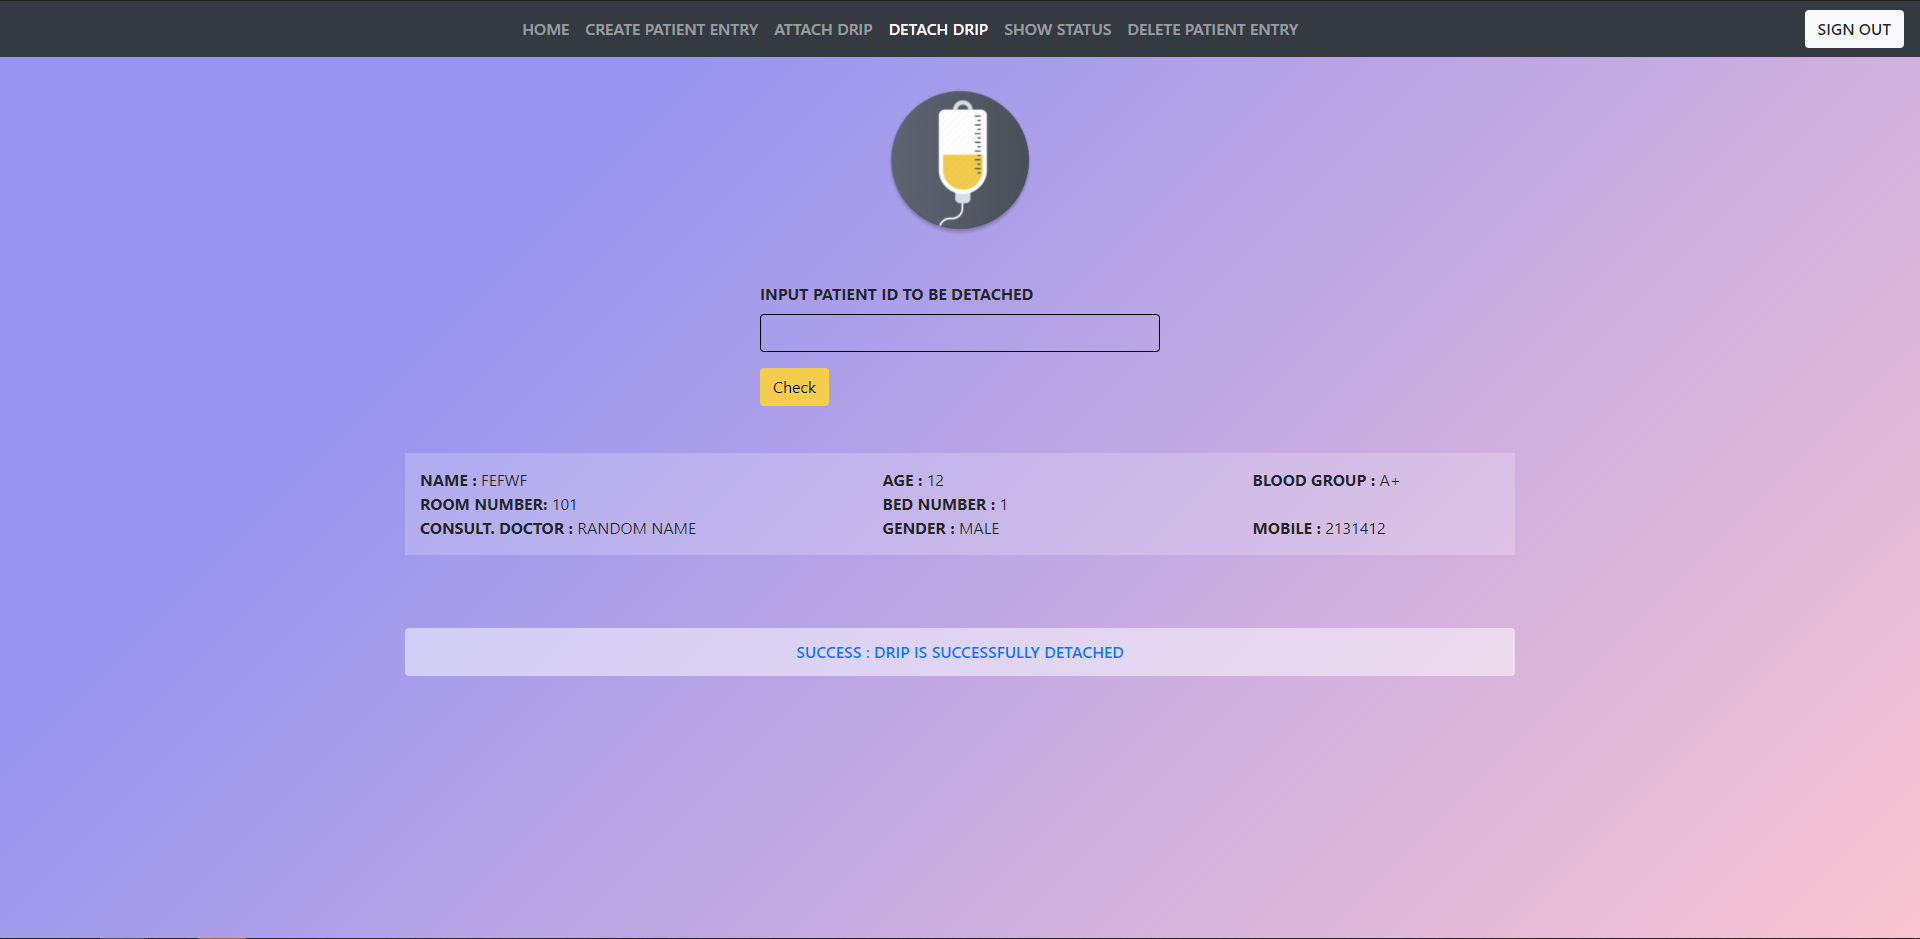 HOME CREATE PATIENT ENTRY ATTACH DRIP DETACH DRIP SHOW STATUS DELETE PATIENT ENTRY SIGN OUT
INPUT PATIENT ID TO BE DETACHED
Check
NAME : FEFWF AGE : 12 BLOOD GROUP : A+
ROOM NUMBER: 101 BED NUMBER : 1
CONSULT. DOCTOR : RANDOM NAME GENDER : MALE MOBILE : 2131412
SUCCESS : DRIP IS SUCCESSFULLY DETACHED